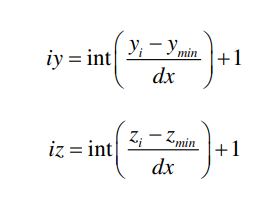 iy = int( (y_i − y_min) / dx ) + 1
iz = int( (z_i − z_min) / dx ) + 1